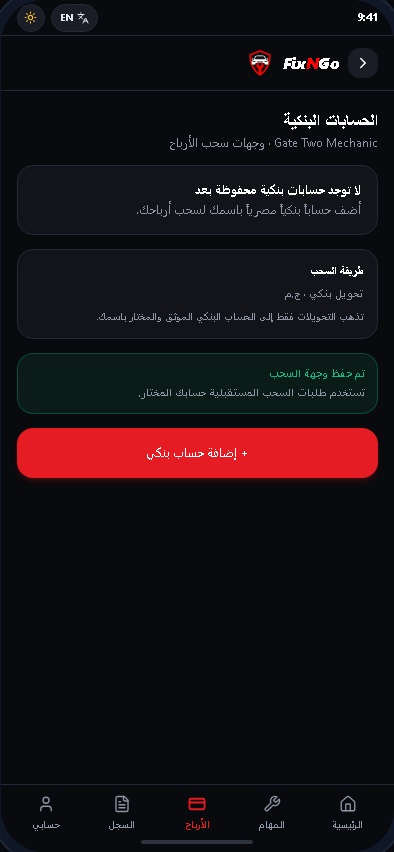 9:41
EN
FixNGo
الحسابات البنكية
Gate Two Mechanic · وجهات سحب الأرباح
لا توجد حسابات بنكية محفوظة بعد
أضف حساباً بنكياً مصرياً باسمك لسحب أرباحك.
طريقة السحب
تحويل بنكي · ج.م
تذهب التحويلات فقط إلى الحساب البنكي الموثق والمختار باسمك.
تم حفظ وجهة السحب
تستخدم طلبات السحب المستقبلية حسابك المختار.
+ إضافة حساب بنكي
الرئيسية
المهام
الأرباح
السجل
حسابي